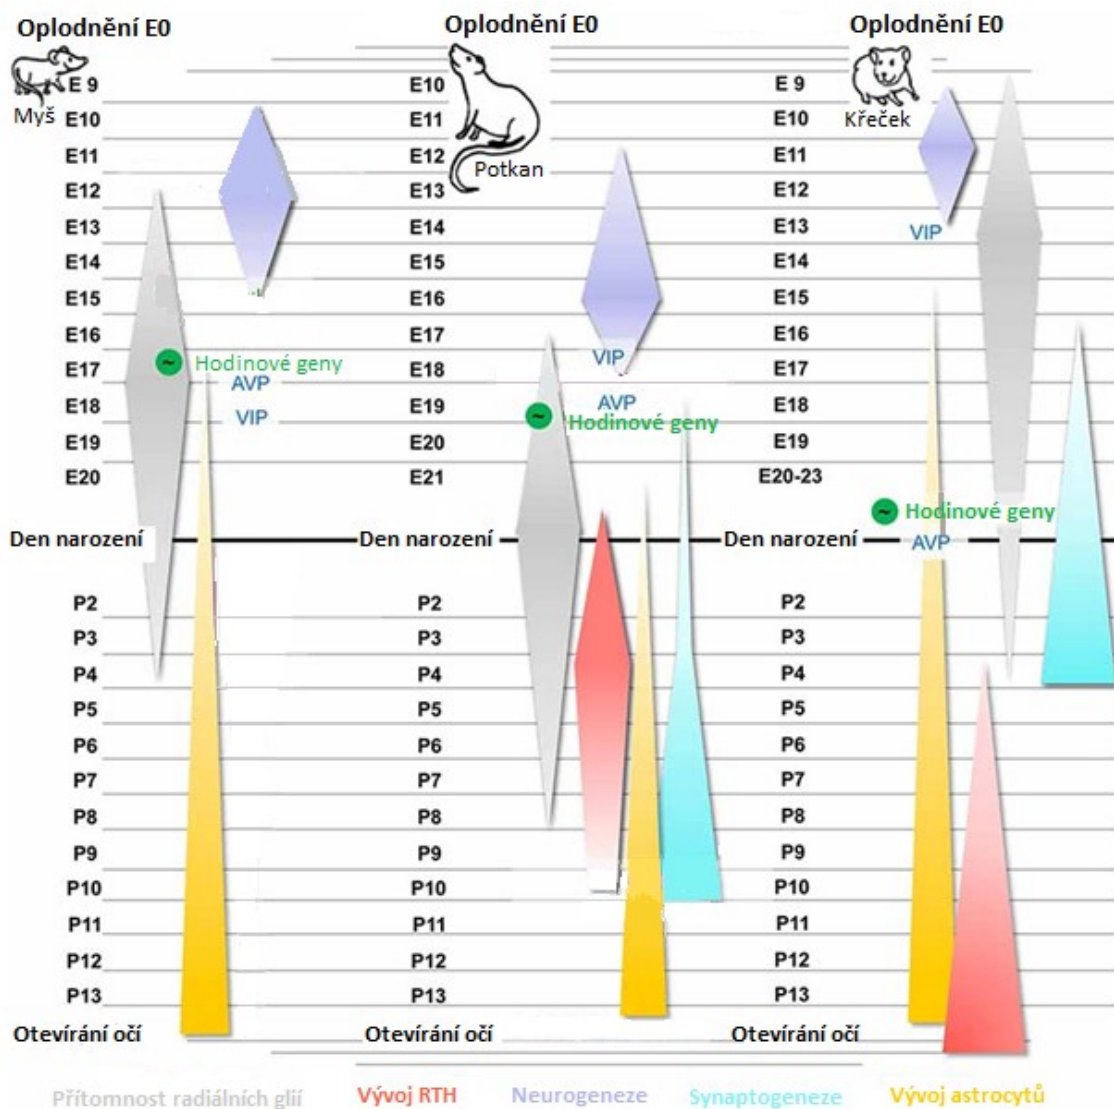 Oplodnění E0
Myš
E 9
E10
E11
E12
E13
E14
E15
E16
E17
E18
E19
E20
Den narození
P2
P3
P4
P5
P6
P7
P8
P9
P10
P11
P12
P13
Otevírání očí
~
Hodinové geny
AVP
VIP
Oplodnění E0
Potkan
E10
E11
E12
E13
E14
E15
E16
E17
E18
E19
E20
E21
Den narození
P2
P3
P4
P5
P6
P7
P8
P9
P10
P11
P12
P13
Otevírání očí
VIP
AVP
~
Hodinové geny
Oplodnění E0
Křeček
E 9
E10
E11
E12
E13
E14
E15
E16
E17
E18
E19
E20-23
Den narození
P2
P3
P4
P5
P6
P7
P8
P9
P10
P11
P12
P13
Otevírání očí
VIP
~
Hodinové geny
AVP
Přítomnost radiálních glií
Vývoj RTH
Neurogeneze
Synaptogeneze
Vývoj astrocytů